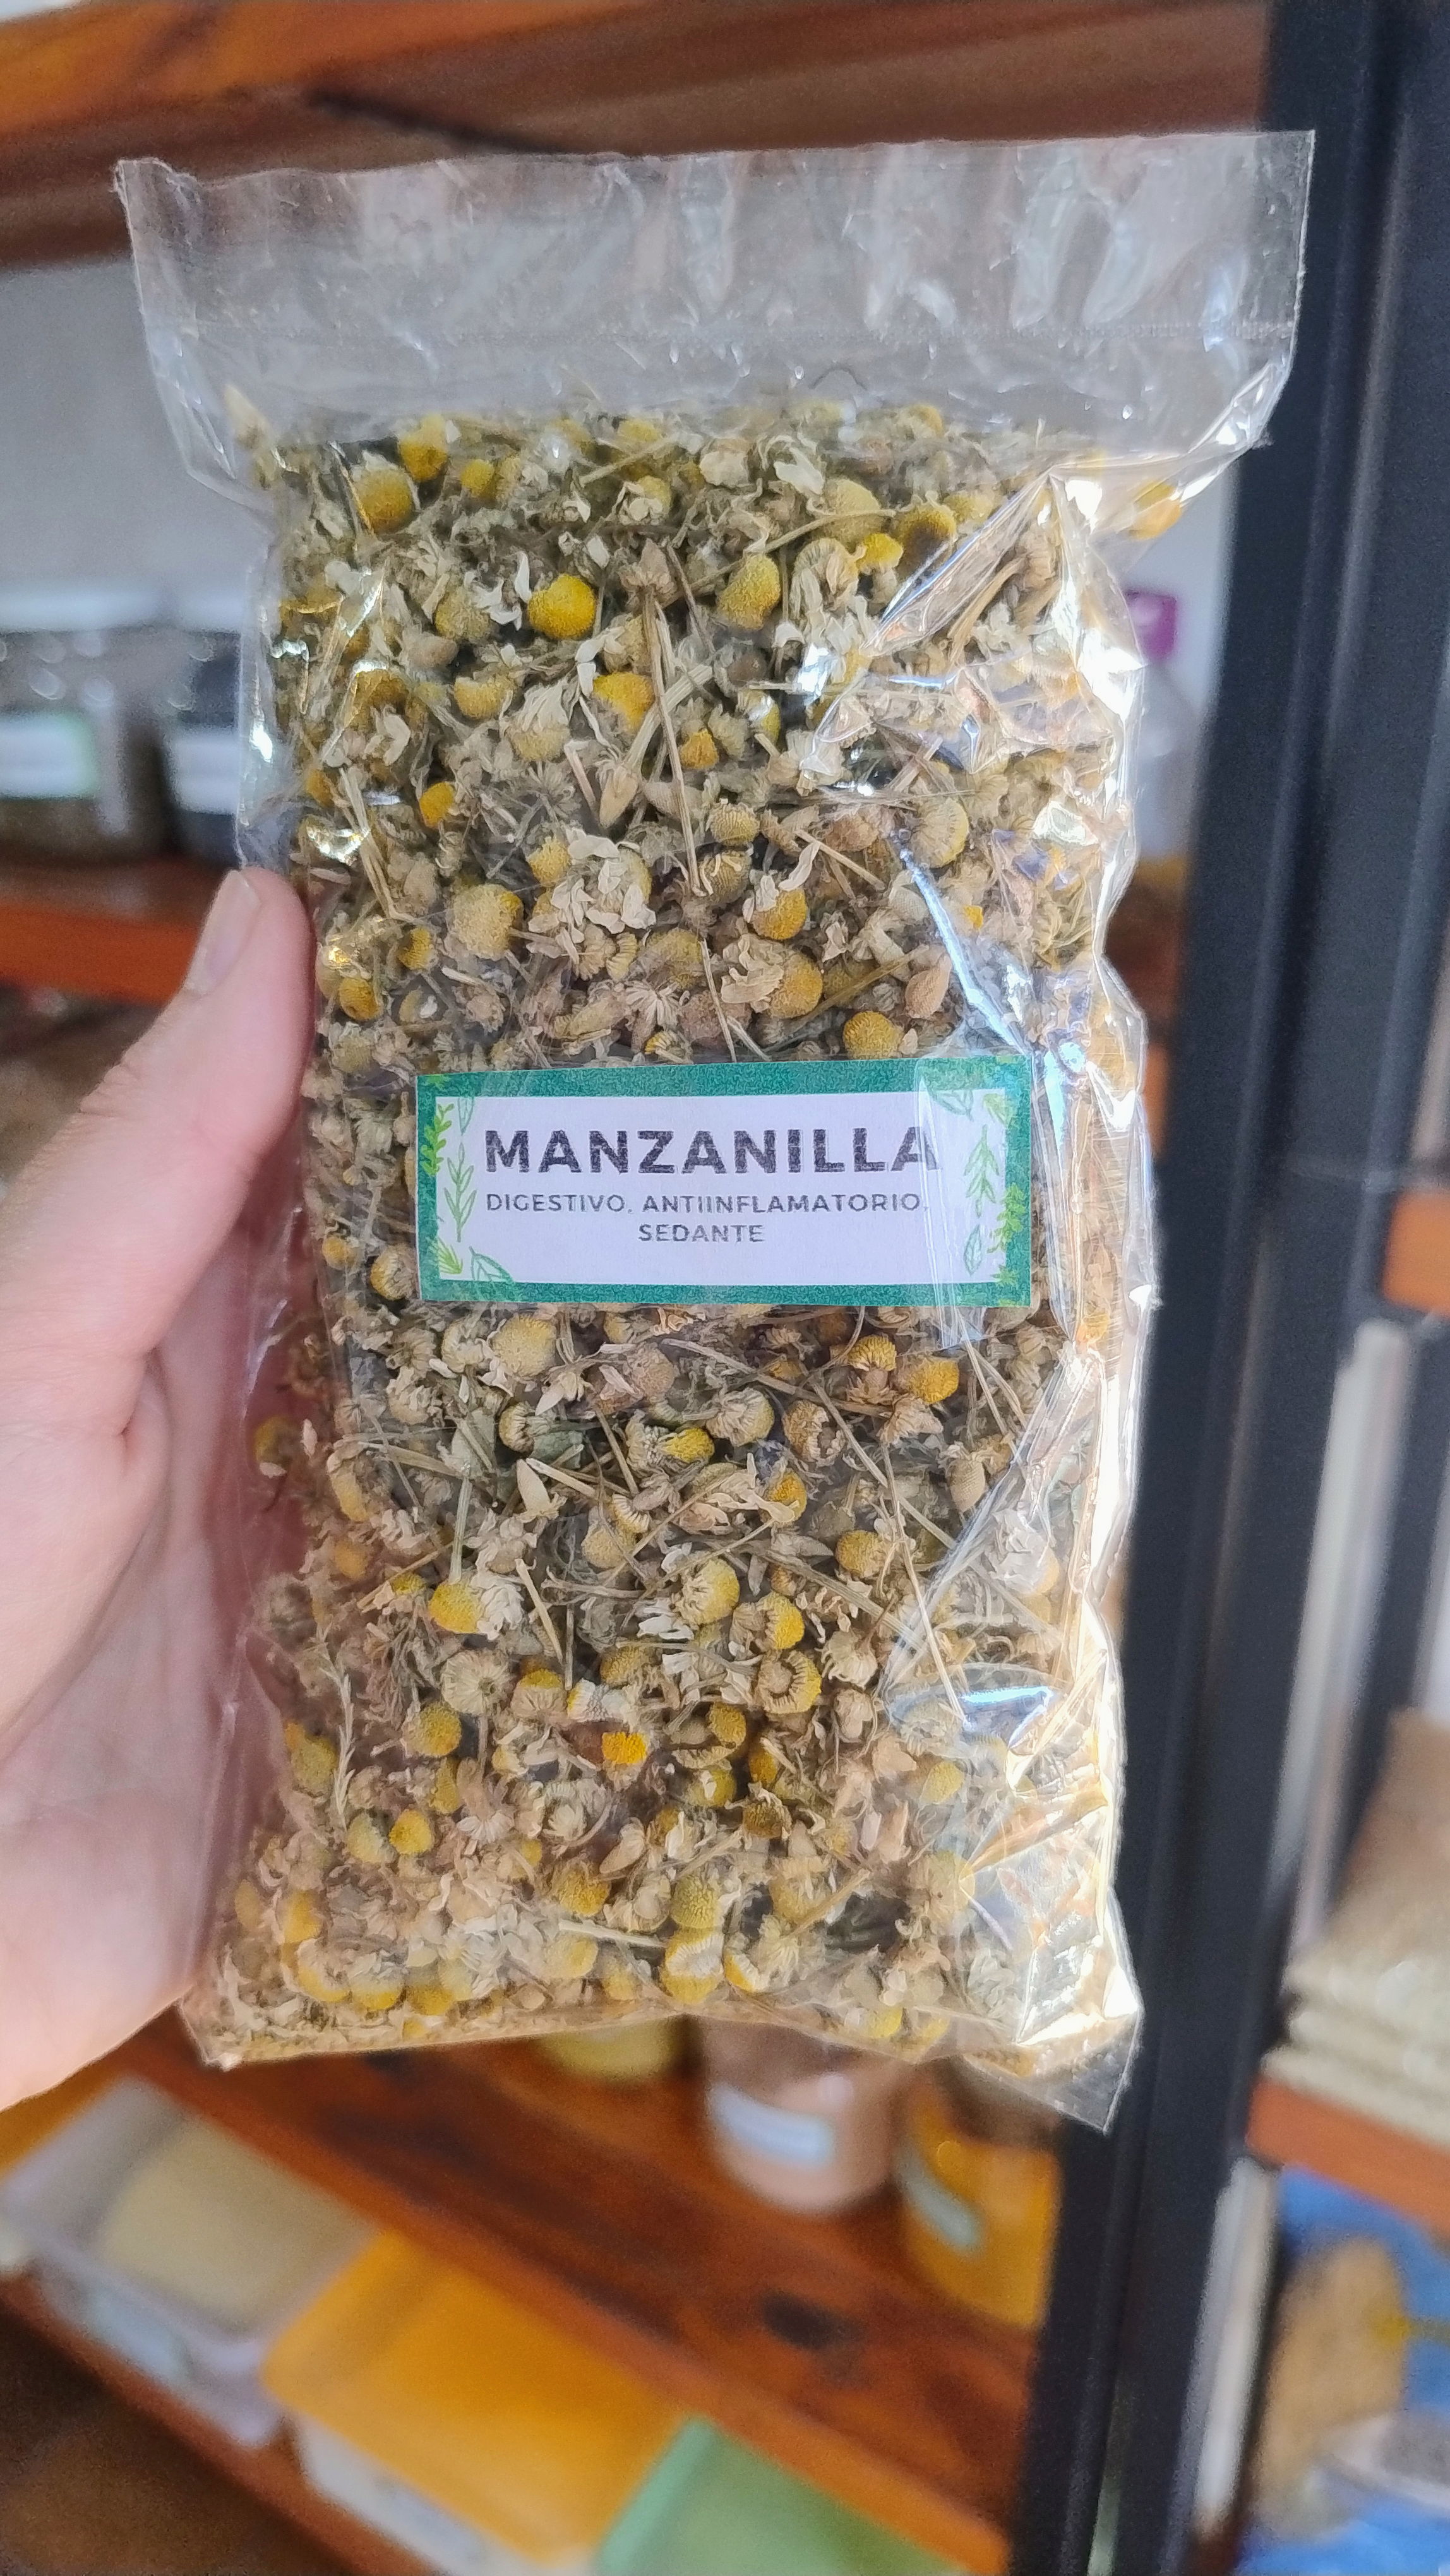 MANZANILLA
DIGESTIVO, ANTIINFLAMATORIO,
SEDANTE